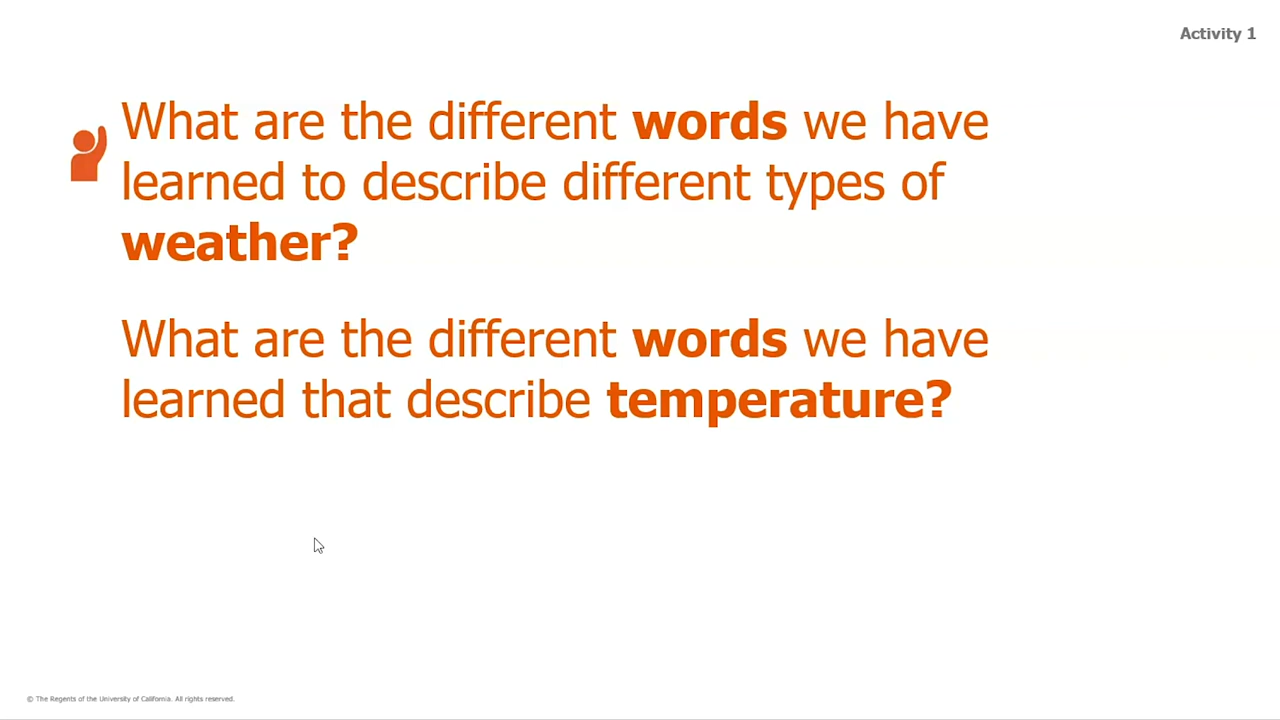 Activity 1
What are the different words we have
learned to describe different types of
weather?
What are the different words we have
learned that describe temperature?
© The Regents of the University of California. All rights reserved.